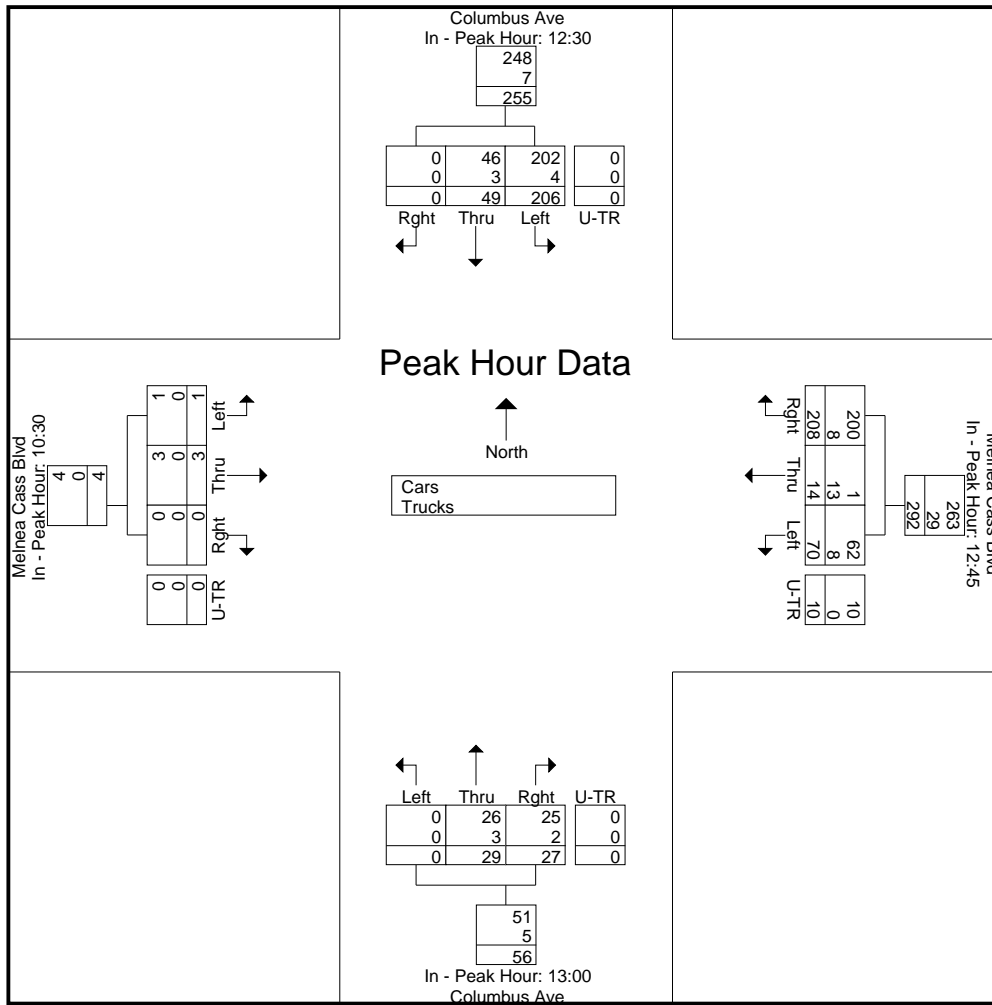 Columbus Ave
In - Peak Hour: 12:30
248
7
255
0 46 202 0
0 3 4 0
0 49 206 0
Rght Thru Left U-TR
Peak Hour Data
North
Cars
Trucks
Melnea Cass Blvd
In - Peak Hour: 10:30
4
0
4
1 0 1 Left
3 0 3 Thru
0 0 0 Rght
0 0 0 U-TR
Melnea Cass Blvd
In - Peak Hour: 12:45
263
29
292
Rght 208 8 200
Thru 14 13 1
Left 70 8 62
U-TR 10 0 10
Left Thru Rght U-TR
0 26 25 0
0 3 2 0
0 29 27 0
51
5
56
In - Peak Hour: 13:00
Columbus Ave